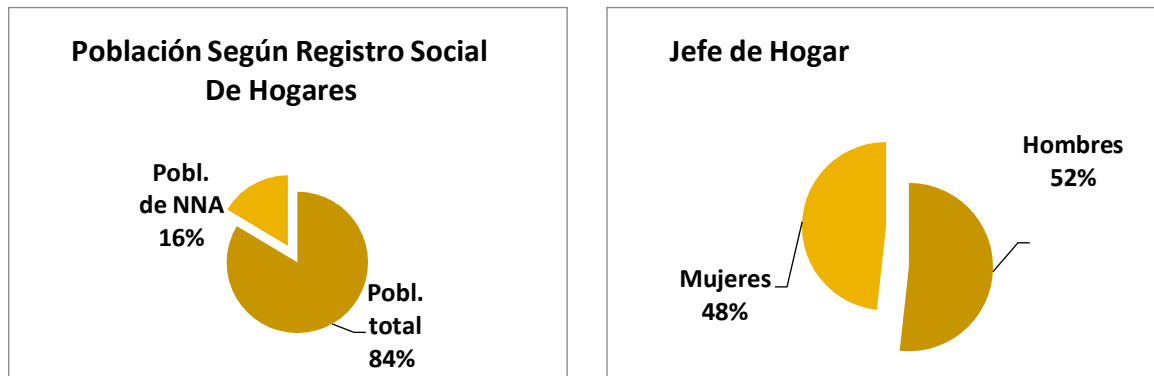 Población Según Registro Social
De Hogares
Pobl.
de NNA
16%
Pobl.
total
84%
Jefe de Hogar
Hombres
52%
Mujeres
48%